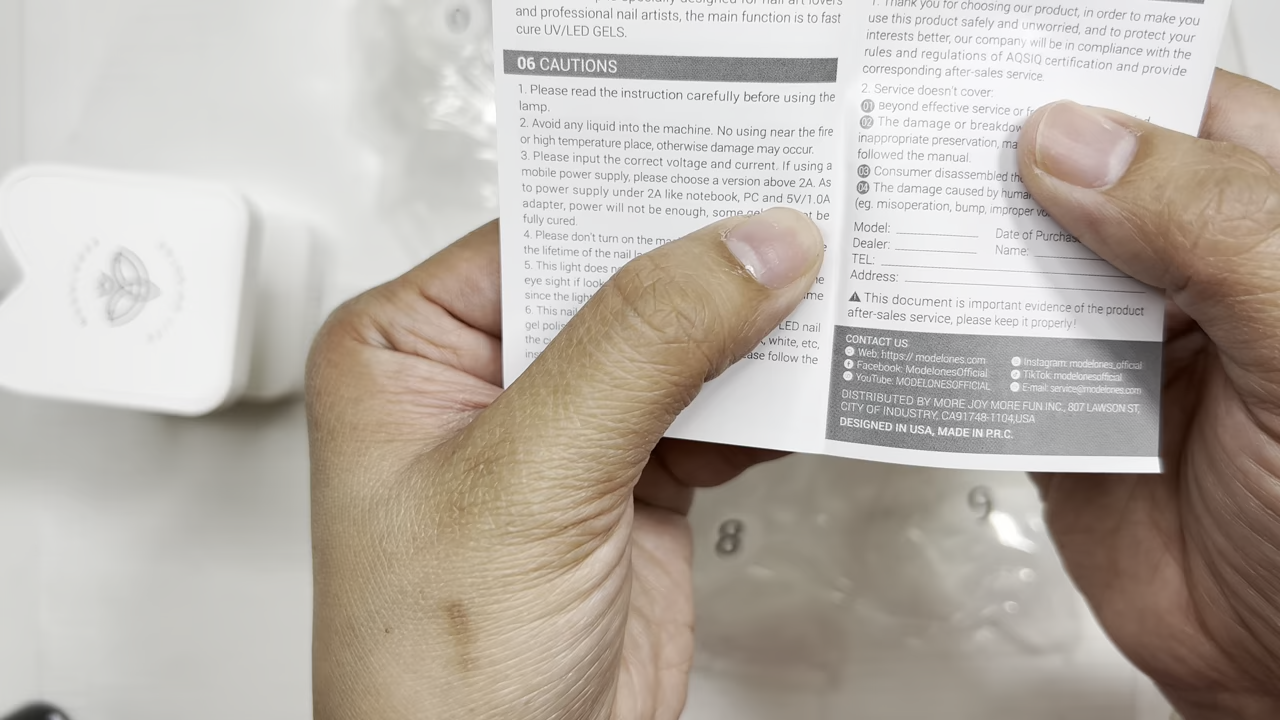 specially designed for nail art lovers
and professional nail artists, the main function is to fast
cure UV/LED GELS.
06 CAUTIONS
1. Please read the instruction carefully before using the
lamp.
2. Avoid any liquid into the machine. No using near the fire
or high temperature place, otherwise damage may occur.
3. Please input the correct voltage and current. If using a
mobile power supply, please choose a version above 2A. As
to power supply under 2A like notebook, PC and 5V/1.0A
adapter, power will not be enough, some be
fully cured.
4. Please don't turn on the
the lifetime of the nail
5. This light does
eye sight if
since the
6. This
LED nail
gel
white, etc,
the
follow the
1. Thank you for choosing our product, in order to make you
use this product safely and unworried, and to protect your
interests better, our company will be in compliance with the
rules and regulations of AQSIQ certification and provide
corresponding after-sales service.
2. Service doesn't cover:
01 Beyond effective service or
02 The damage or
inappropriate preservation,
followed the manual.
03 Consumer disassembled
04 The damage caused by
(eg. misoperation, bump, improper
Model: Date of
Dealer: Name:
TEL:
Address:
This document is important evidence of the product
after-sales service, please keep it properly!
CONTACT US
Web: https:// modelones.com
Facebook: ModelonesOfficial
YouTube: MODELONESOFFICIAL
Instagram: modelones_official
TikTok: modelonesofficial
E-mail: service@modelones.com
DISTRIBUTED BY MORE JOY MORE FUN INC., 807 LAWSON ST,
CITY OF INDUSTRY, CA91748-1104,USA
DESIGNED IN USA, MADE IN P.R.C.
8
9